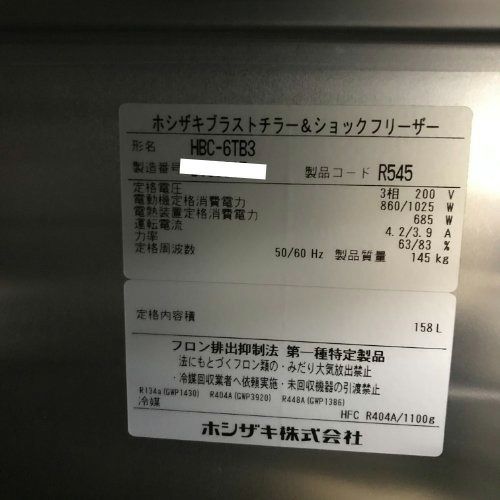 ホシザキブラストチラー&ショックフリーザー
形名 HBC-6TB3
製造番号 製品コード R545
定格電圧 3相 200 V
電動機定格消費電力 860/1025 W
電熱装置定格消費電力 685 W
運転電流 4.2/3.9 A
力率 63/83 %
定格周波数 50/60 Hz 製品質量 145 kg
定格内容積 158 L
フロン排出抑制法 第一種特定製品
法にもとづくフロン類の・みだり大気放出禁止
・冷媒回収業者へ依頼実施・未回収機器の引渡禁止
R134a(GWP1430) R404A(GWP3920) R448A(GWP1386)
冷媒 HFC R404A/1100g
ホシザキ株式会社